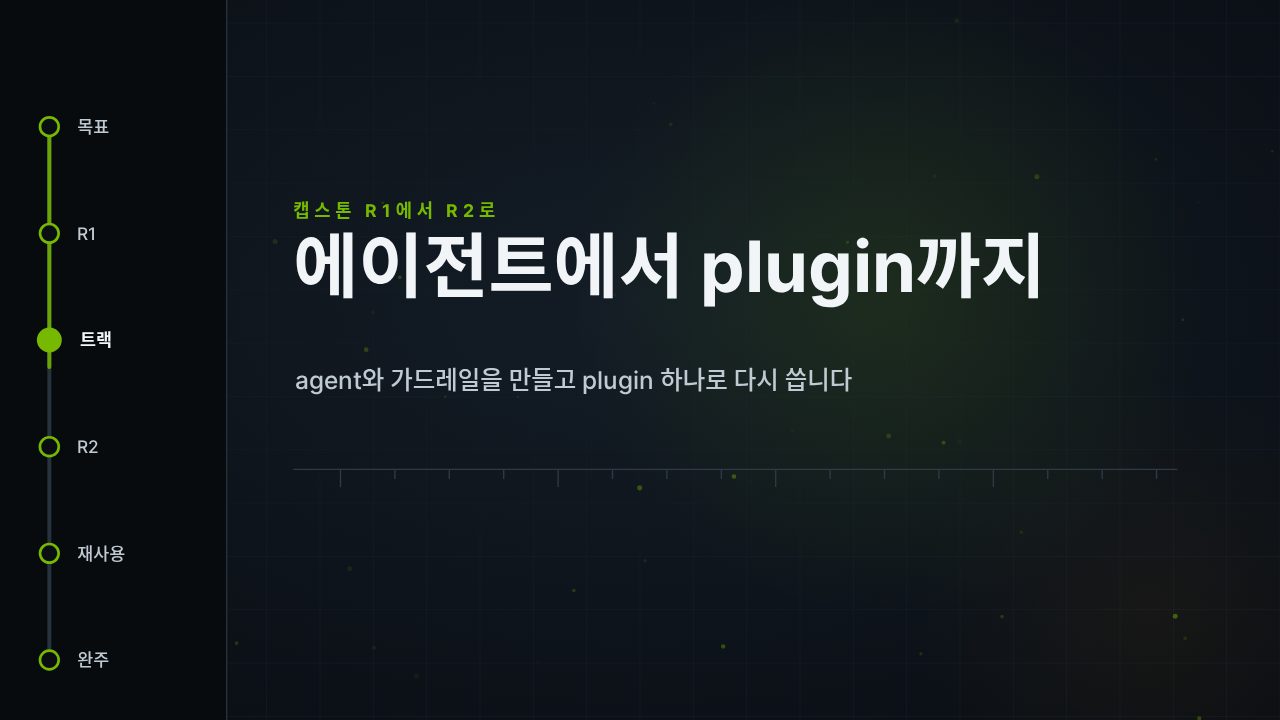 목표
R1
트랙
R2
재사용
완주
캡스톤 R1에서 R2로
에이전트에서 plugin까지
agent와 가드레일을 만들고 plugin 하나로 다시 씁니다